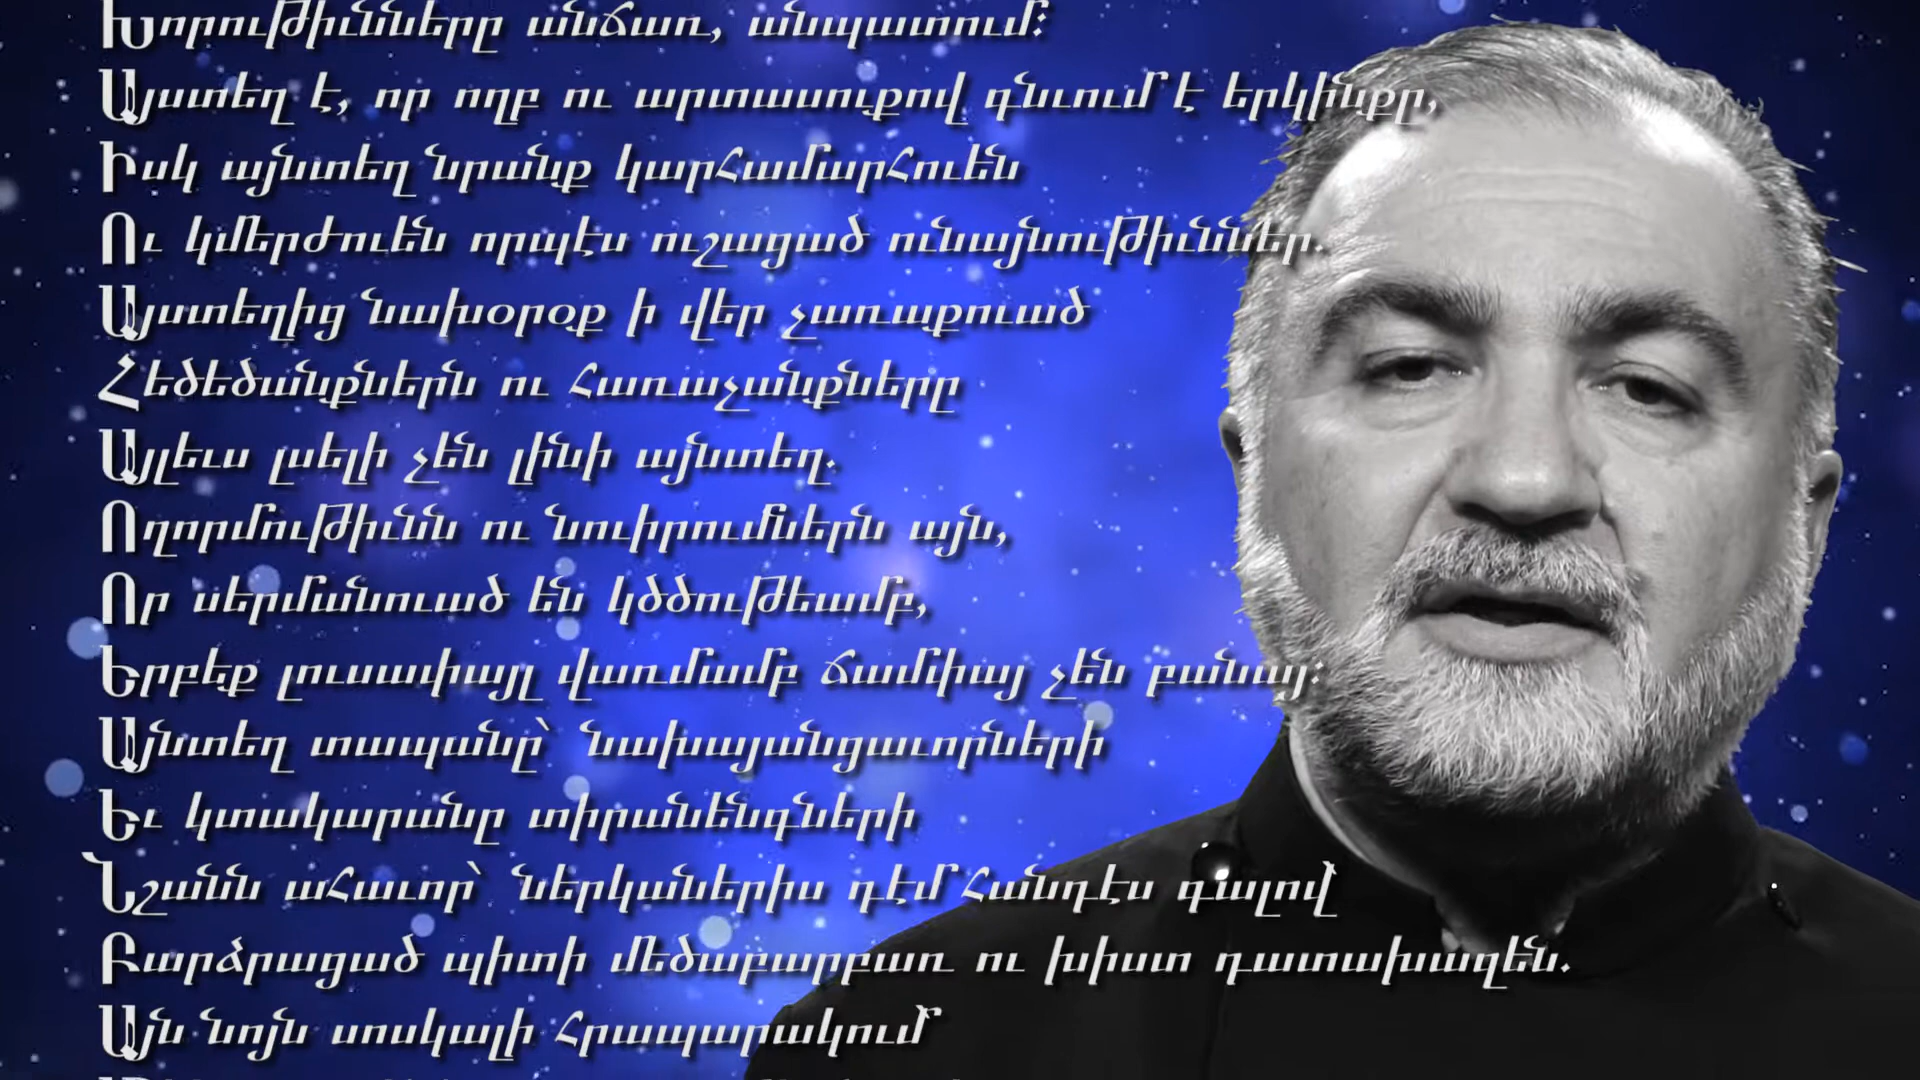 Խորութիւնները անճառ, անպատում:
Այստեղ է, որ ողբ ու արտասուքով գնւում է երկինքը,
Իսկ այնտեղ նրանք կարհամարհուեն
Ու կմերժուեն որպէս ուշացած ունայնութիւններ.
Այստեղից նախօրօք ի վեր չառաքուած
Հեծեծանքներն ու հառաչանքները
Այլեւս լսելի չեն լինի այնտեղ.
Ողորմութիւնն ու նուիրումներն այն,
Որ սերմանուած են կծծութեամբ,
Երբեք լուսափայլ վառմամբ ճամփայ չեն բանայ:
Այնտեղ տապանը՝ նախայանցաւորների
Եւ կտակարանը տիրանենգների
Նշանն ահաւոր՝ ներկաներիս դէմ հանդէս գալով՝
Բարձրացած պիտի մեծաբարբառ ու խիստ դատախազեն.
Այն նոյն սոսկալի հրապարակում